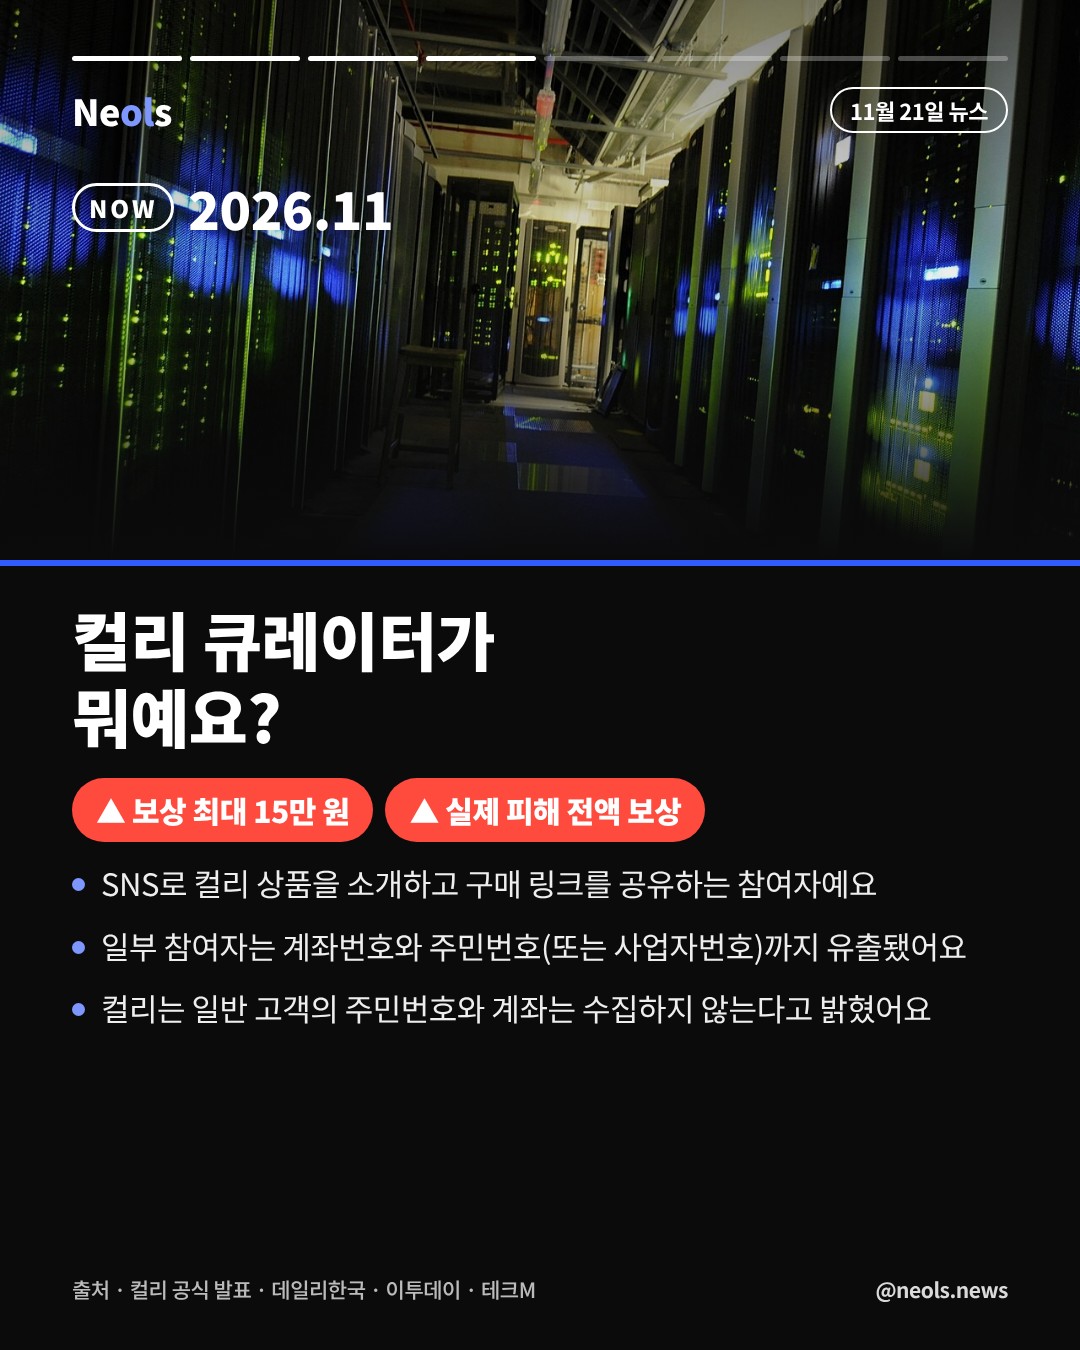 Neols
11월 21일 뉴스
NOW 2026.11
컬리 큐레이터가
뭐예요?
▲ 보상 최대 15만 원 ▲ 실제 피해 전액 보상
• SNS로 컬리 상품을 소개하고 구매 링크를 공유하는 참여자예요
• 일부 참여자는 계좌번호와 주민번호(또는 사업자번호)까지 유출됐어요
• 컬리는 일반 고객의 주민번호와 계좌는 수집하지 않는다고 밝혔어요
출처 · 컬리 공식 발표 · 데일리한국 · 이투데이 · 테크M
@neols.news